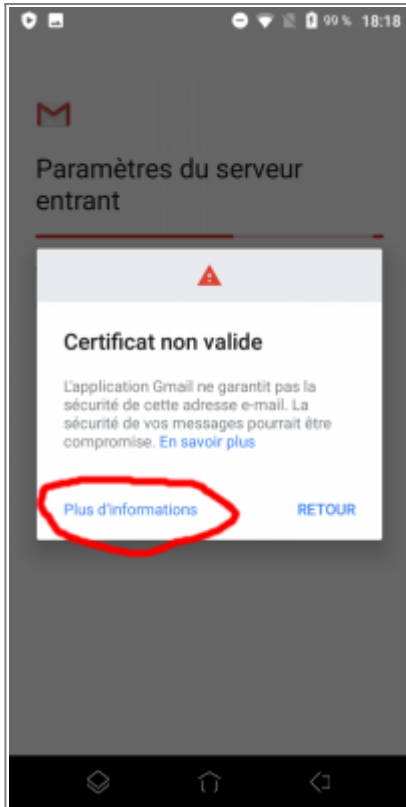 99 % 18:18
Paramètres du serveur
entrant
Certificat non valide
L'application Gmail ne garantit pas la
sécurité de cette adresse e-mail. La
sécurité de vos messages pourrait être
compromise. En savoir plus
Plus d'informations RETOUR